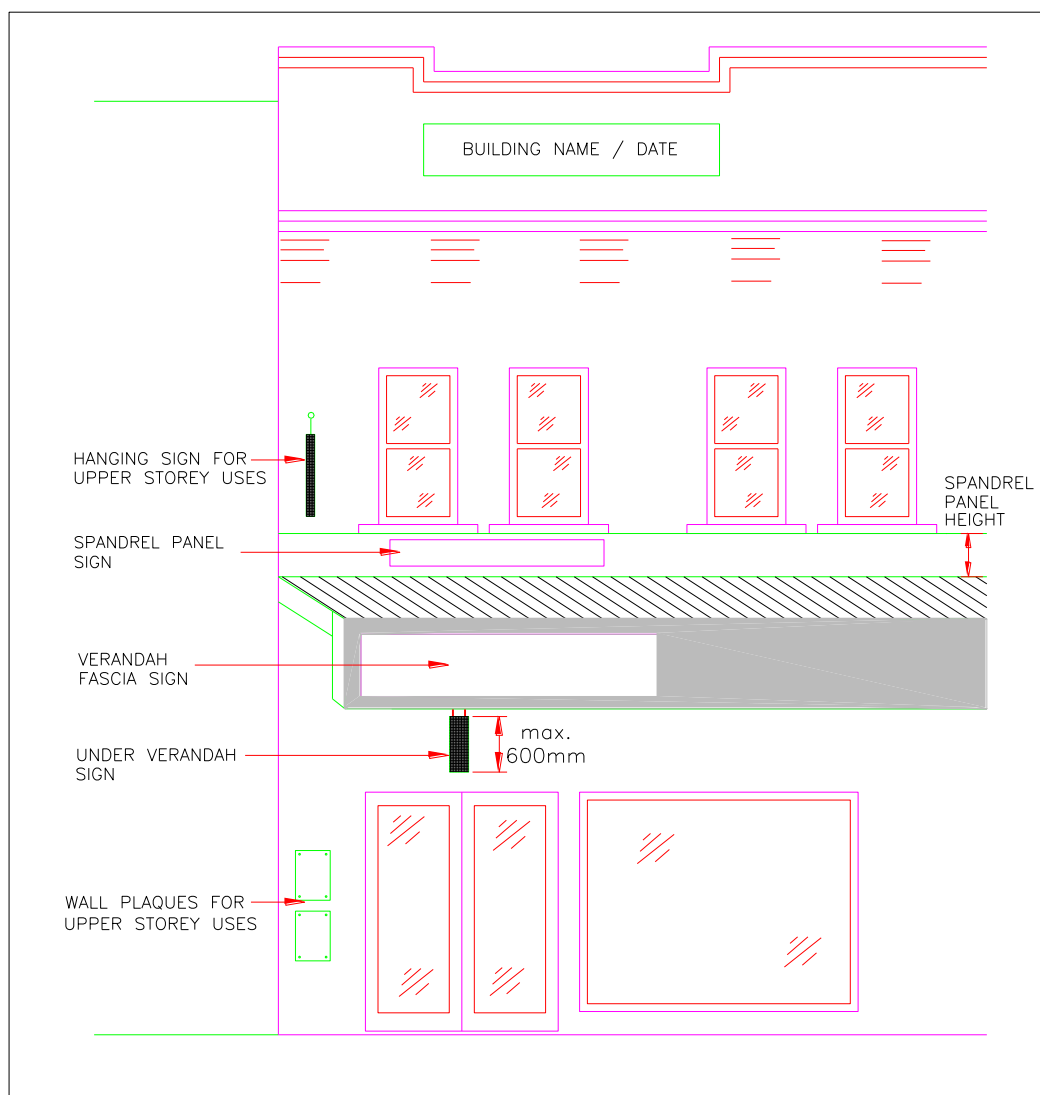 BUILDING NAME / DATE
HANGING SIGN FOR
UPPER STOREY USES
SPANDREL
PANEL
HEIGHT
SPANDREL PANEL
SIGN
VERANDAH
FASCIA SIGN
UNDER VERANDAH
SIGN
max.
600mm
WALL PLAQUES FOR
UPPER STOREY USES